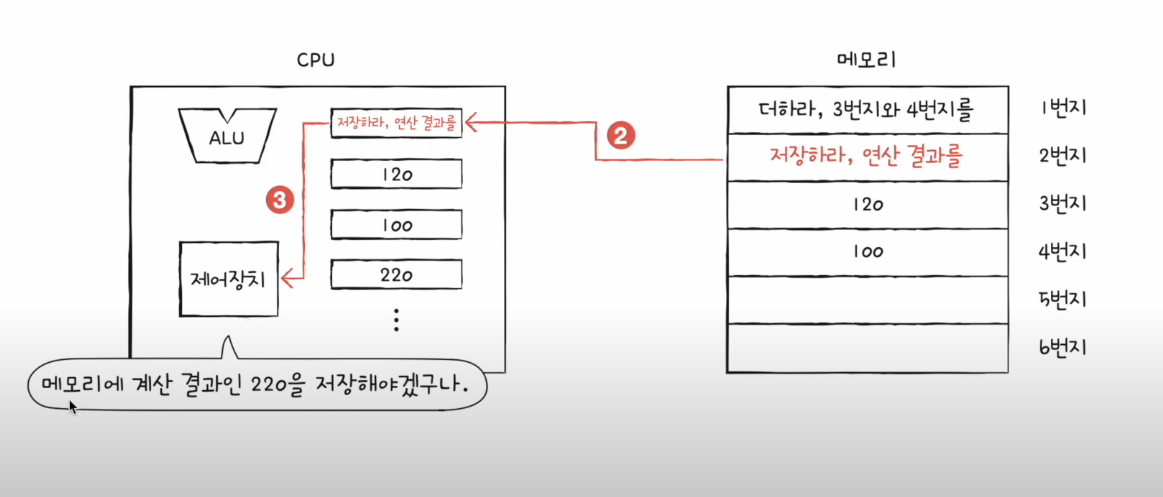 CPU
ALU
저장하라, 연산 결과를
120
100
220
제어장치
메모리에 계산 결과인 220을 저장해야겠구나.
3
2
메모리
더하라, 3번지와 4번지를 1번지
저장하라, 연산 결과를 2번지
120 3번지
100 4번지
5번지
6번지